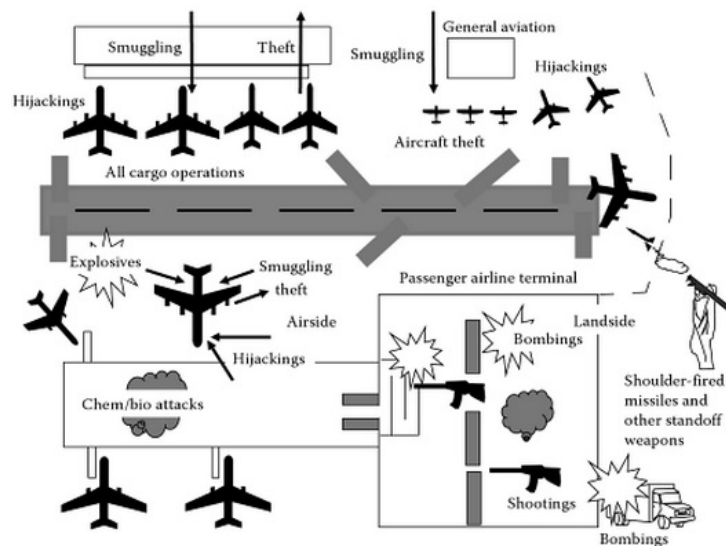 General aviation
Smuggling
Theft
Smuggling
Hijackings
Hijackings
Aircraft theft
All cargo operations
Explosives
Smuggling
theft
Passenger airline terminal
Airside
Landside
Bombings
Hijackings
Shoulder-fired
missiles and
other standoff
weapons
Chem/bio attacks
Shootings
Bombings